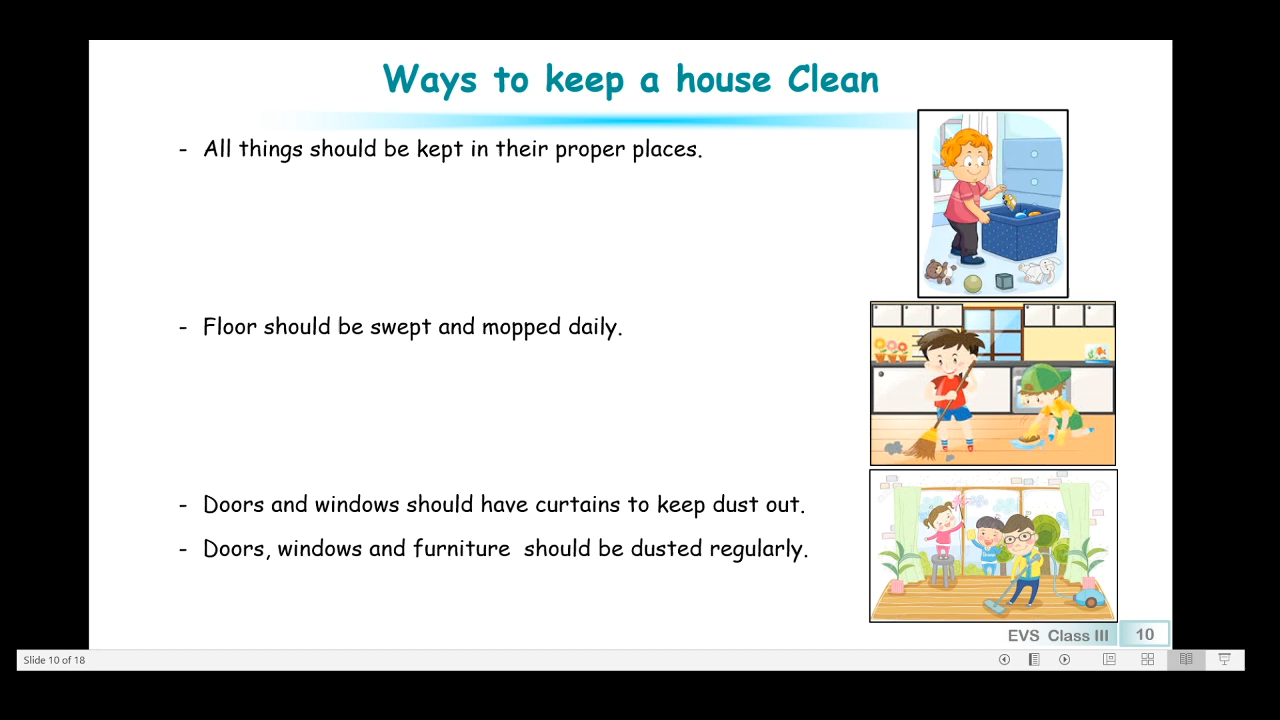 Ways to keep a house Clean
- All things should be kept in their proper places.
- Floor should be swept and mopped daily.
- Doors and windows should have curtains to keep dust out.
- Doors, windows and furniture  should be dusted regularly.
EVS Class III 10
Slide 10 of 18